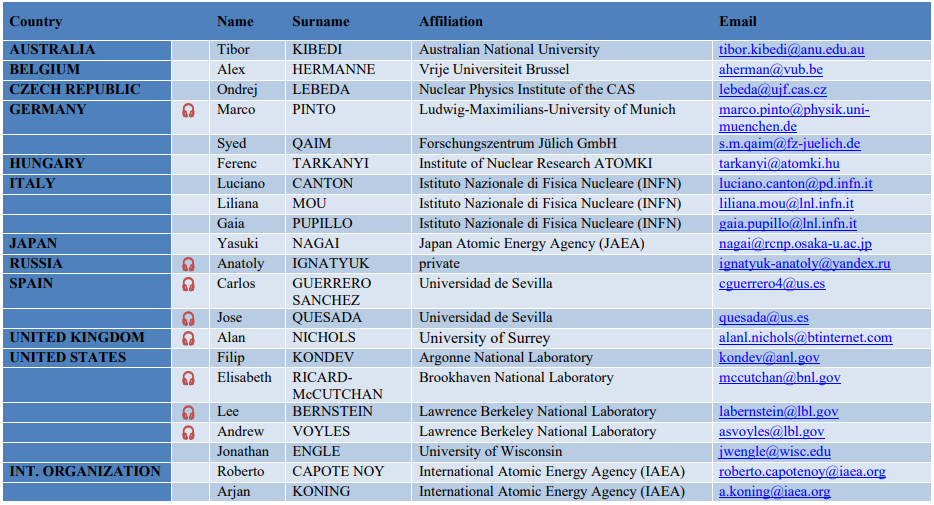 Country Name Surname Affiliation Email
AUSTRALIA Tibor KIBEDI Australian National University tibor.kibedi@anu.edu.au
BELGIUM Alex HERMANNE Vrije Universiteit Brussel aherman@vub.be
CZECH REPUBLIC Ondrej LEBEDA Nuclear Physics Institute of the CAS lebeda@ujf.cas.cz
GERMANY Marco PINTO Ludwig-Maximilians-University of Munich marco.pinto@physik.uni-
muenchen.de
Syed QAIM Forschungszentrum Jülich GmbH s.m.qaim@fz-juelich.de
HUNGARY Ferenc TARKANYI Institute of Nuclear Research ATOMKI tarkanyi@atomki.hu
ITALY Luciano CANTON Istituto Nazionale di Fisica Nucleare (INFN) luciano.canton@pd.infn.it
Liliana MOU Istituto Nazionale di Fisica Nucleare (INFN) liliana.mou@lnl.infn.it
Gaia PUPILLO Istituto Nazionale di Fisica Nucleare (INFN) gaia.pupillo@lnl.infn.it
JAPAN Yasuki NAGAI Japan Atomic Energy Agency (JAEA) nagai@rcnp.osaka-u.ac.jp
RUSSIA Anatoly IGNATYUK private ignatyuk-anatoly@yandex.ru
SPAIN Carlos GUERRERO Universidad de Sevilla cguerrero4@us.es
SANCHEZ
Jose QUESADA Universidad de Sevilla quesada@us.es
UNITED KINGDOM Alan NICHOLS University of Surrey alanl.nichols@btinternet.com
UNITED STATES Filip KONDEV Argonne National Laboratory kondev@anl.gov
Elisabeth RICARD- Brookhaven National Laboratory mccutchan@bnl.gov
McCUTCHAN
Lee BERNSTEIN Lawrence Berkeley National Laboratory labernstein@lbl.gov
Andrew VOYLES Lawrence Berkeley National Laboratory asvoyles@lbl.gov
Jonathan ENGLE University of Wisconsin jwengle@wisc.edu
INT. ORGANIZATION Roberto CAPOTE NOY International Atomic Energy Agency (IAEA) roberto.capotenoy@iaea.org
Arjan KONING International Atomic Energy Agency (IAEA) a.koning@iaea.org